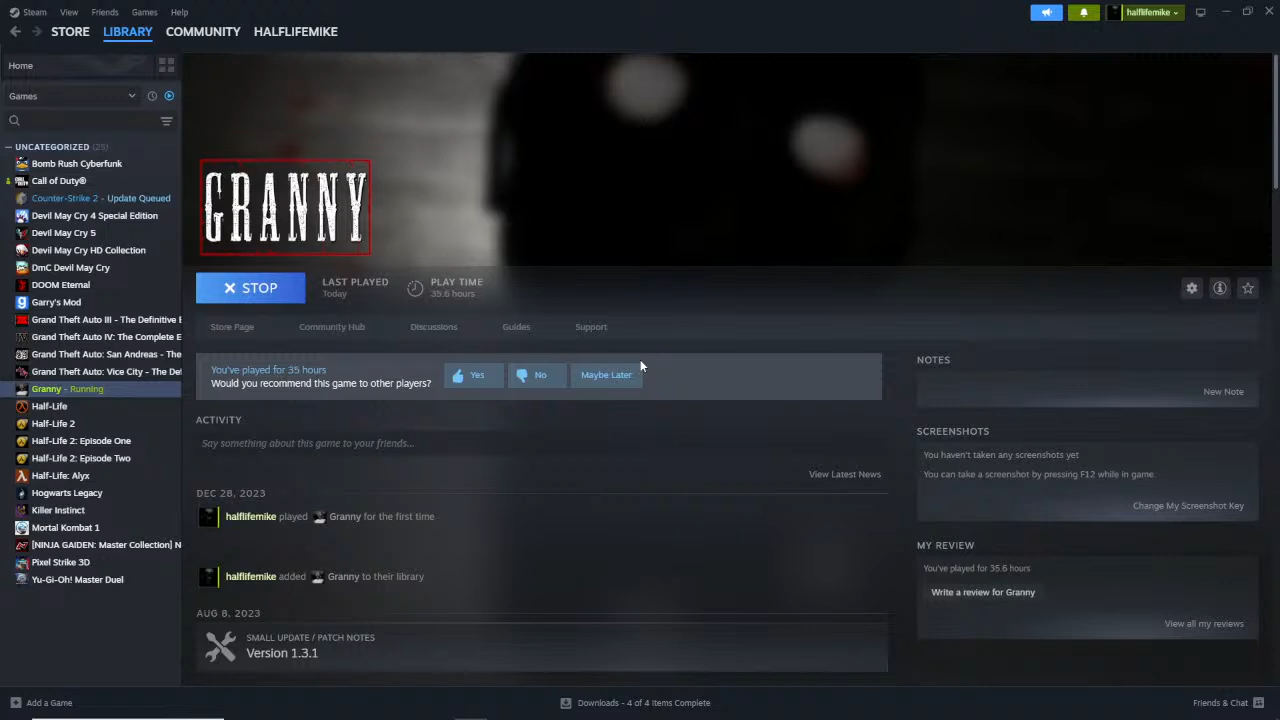 Steam View Friends Games Help halflifemike
STORE LIBRARY COMMUNITY HALFLIFEMIKE
Home
Games
UNCATEGORIZED (25)
Bomb Rush Cyberfunk
Call of Duty®
Counter-Strike 2 - Update Queued
Devil May Cry 4 Special Edition
Devil May Cry 5
Devil May Cry HD Collection
DmC Devil May Cry
DOOM Eternal
Garry's Mod
Grand Theft Auto III - The Definitive E
Grand Theft Auto IV: The Complete E
Grand Theft Auto: San Andreas - The
Grand Theft Auto: Vice City - The Def
Granny - Running
Half-Life
Half-Life 2
Half-Life 2: Episode One
Half-Life 2: Episode Two
Half-Life: Alyx
Hogwarts Legacy
Killer Instinct
Mortal Kombat 1
[NINJA GAIDEN: Master Collection] N
Pixel Strike 3D
Yu-Gi-Oh! Master Duel
GRANNY
STOP
LAST PLAYED
Today
PLAY TIME
35.6 hours
Store Page Community Hub Discussions Guides Support
You've played for 35 hours
Would you recommend this game to other players?
Yes No Maybe Later
ACTIVITY
Say something about this game to your friends...
View Latest News
DEC 28, 2023
halflifemike played Granny for the first time
halflifemike added Granny to their library
AUG 8, 2023
SMALL UPDATE / PATCH NOTES
Version 1.3.1
NOTES
New Note
SCREENSHOTS
You haven't taken any screenshots yet
You can take a screenshot by pressing F12 while in game.
Change My Screenshot Key
MY REVIEW
You've played for 35.6 hours
Write a review for Granny
View all my reviews
Add a Game
Downloads - 4 of 4 Items Complete
Friends & Chat